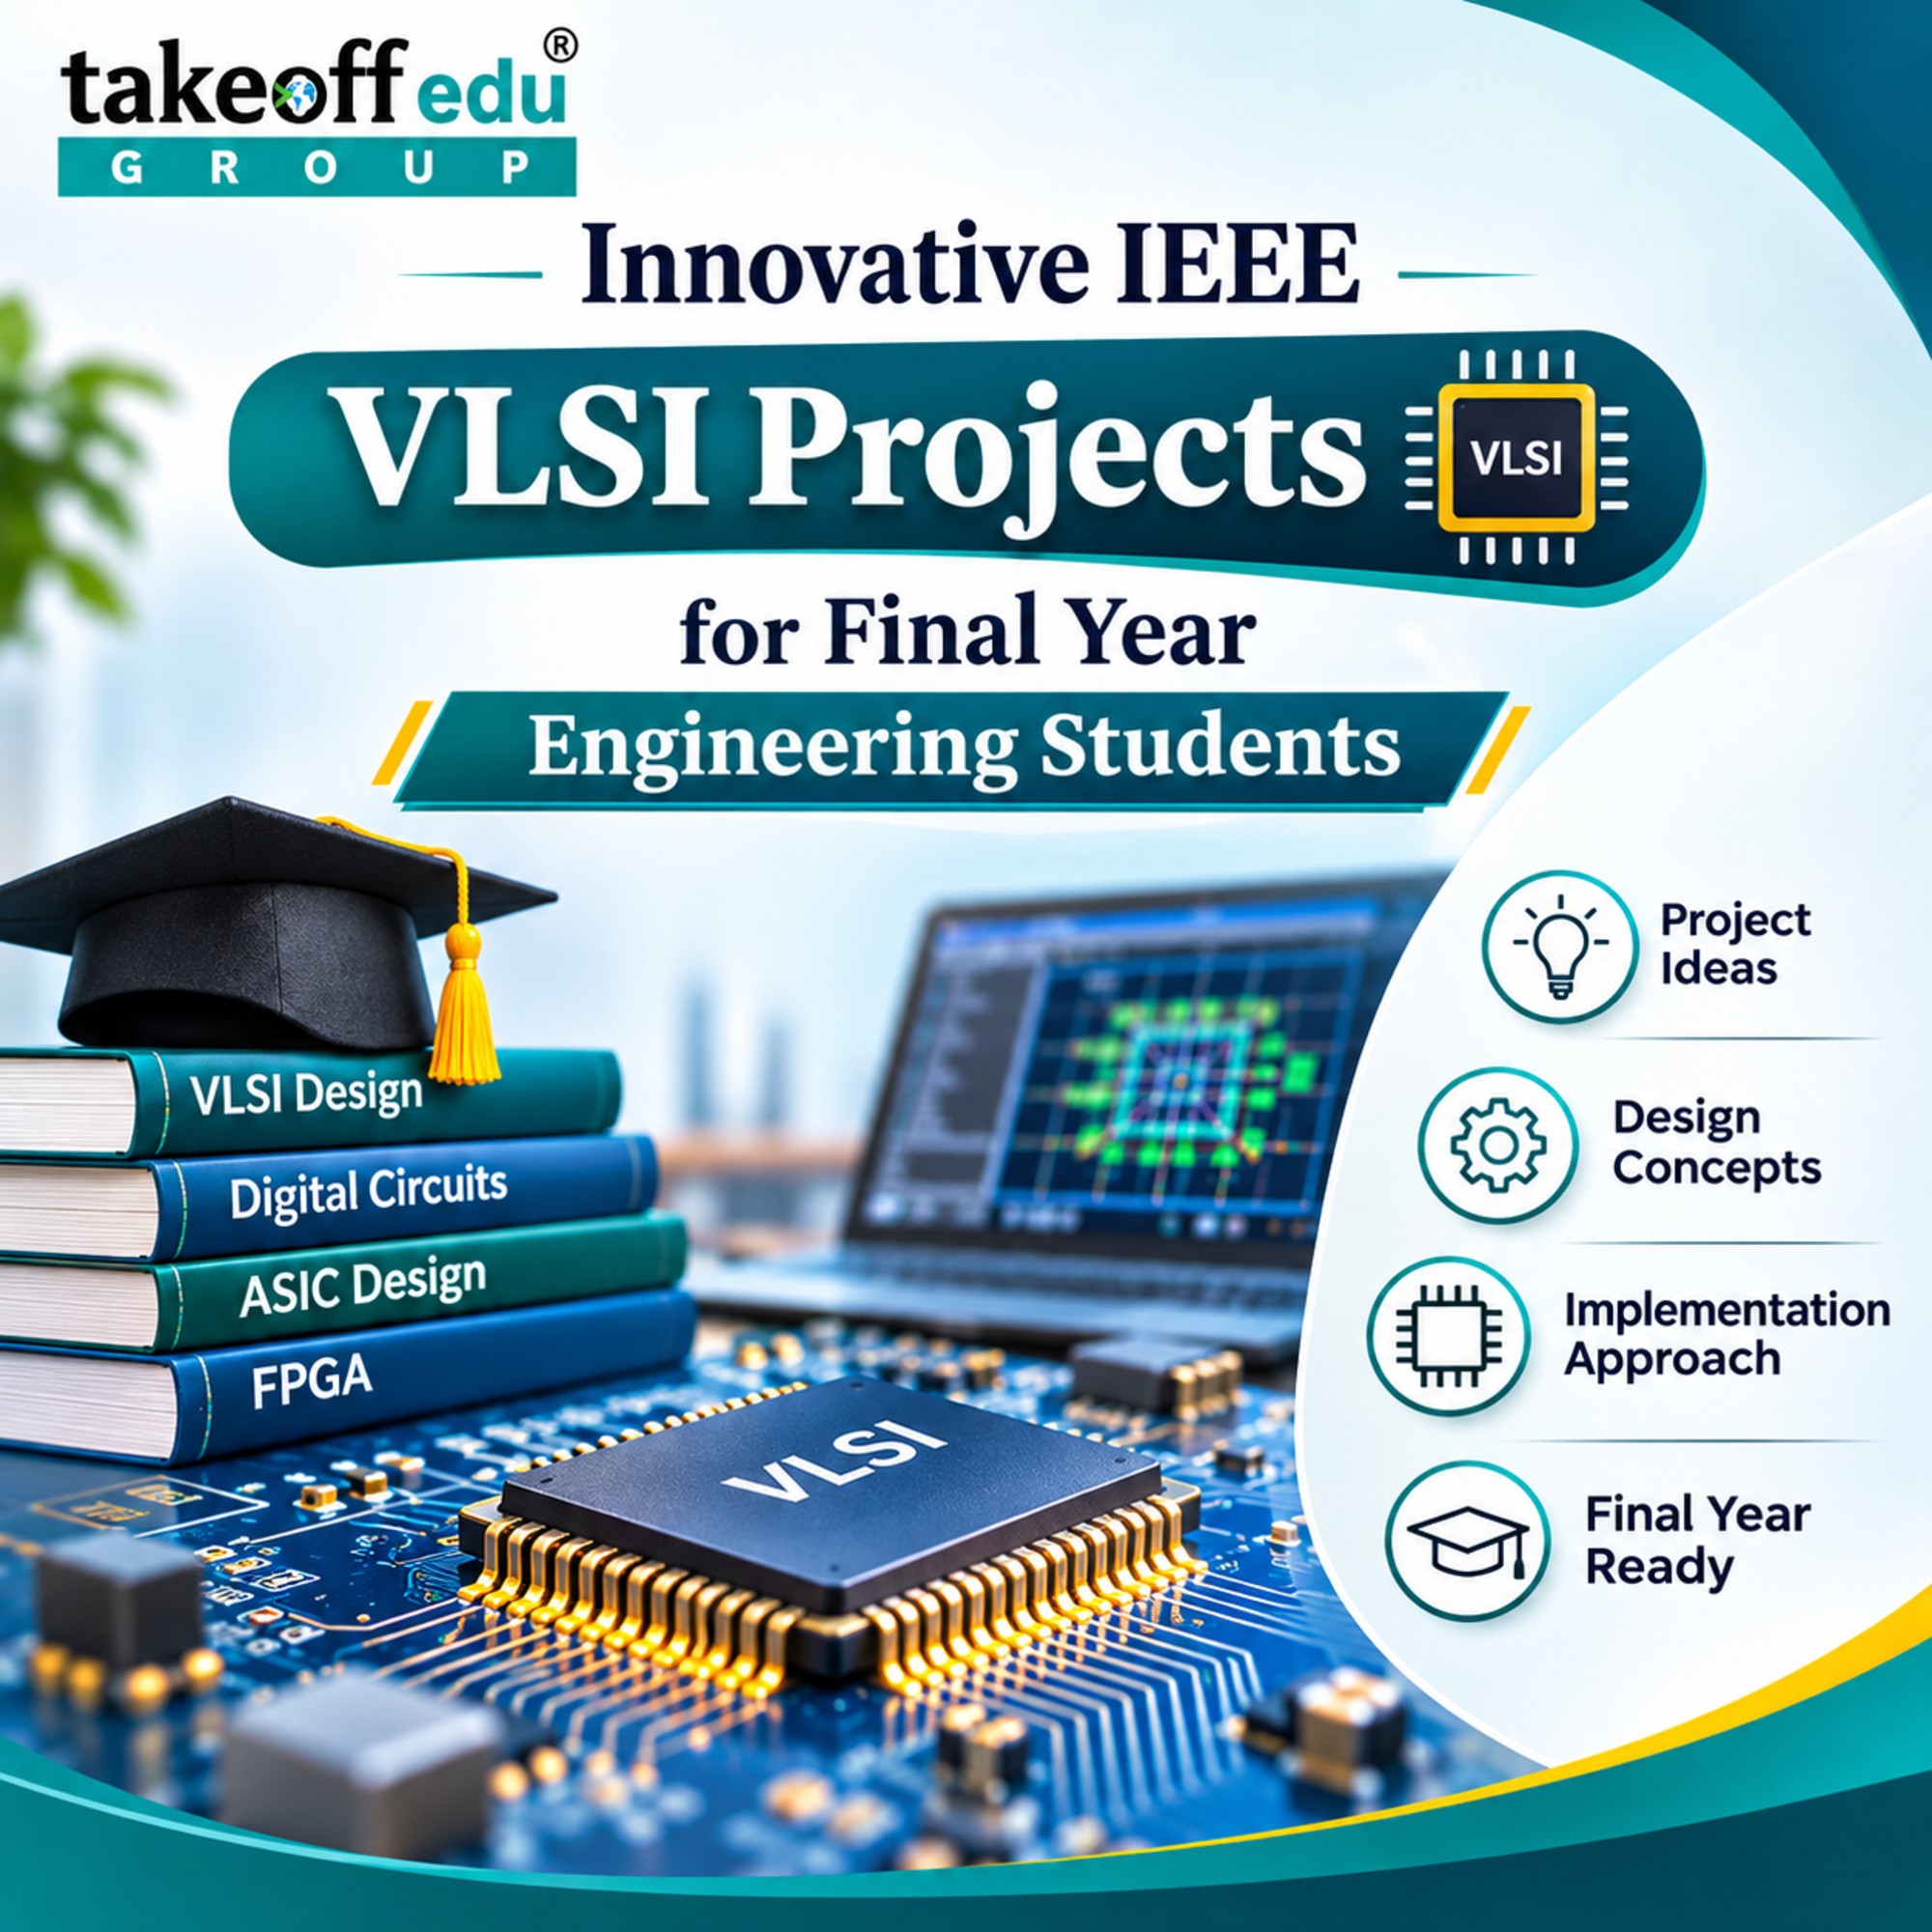 takeoff edu®
GROUP
Innovative IEEE
VLSI Projects
VLSI
for Final Year
Engineering Students
Project
Ideas
Design
Concepts
Implementation
Approach
Final Year
Ready
VLSI Design
Digital Circuits
ASIC Design
FPGA
VLSI